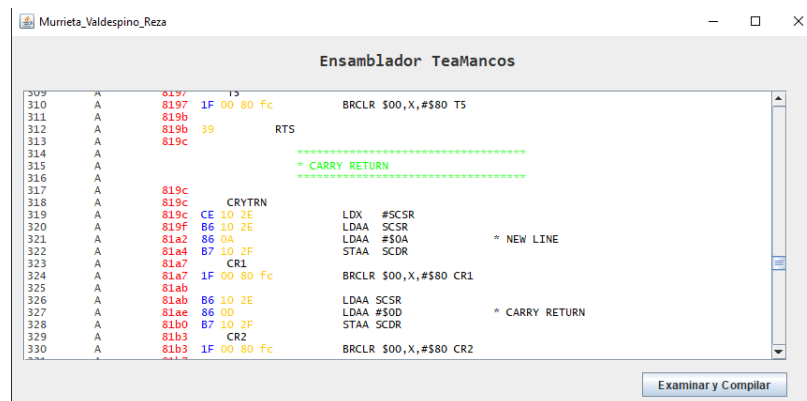 Murrieta_Valdespino_Reza
Ensamblador TeaMancos
309 A 8197 T5
310 A 8197 1F 00 80 fc BRCLR $00,X,#$80 T5
311 A 819b
312 A 819b 39 RTS
313 A 819c
314 A ***********************************
315 A * CARRY RETURN
316 A ***********************************
317 819c
318 A 819c CRYTRN
319 A 819c CE 10 2E LDX #SCSR
320 A 819f B6 10 2E LDAA SCSR
321 A 81a2 86 0A LDAA #$0A * NEW LINE
322 A 81a4 B7 10 2F STAA SCDR
323 A 81a7 CR1
324 A 81a7 1F 00 80 fc BRCLR $00,X,#$80 CR1
325 A 81ab
326 A 81ab B6 10 2E LDAA SCSR
327 A 81ae 86 0D LDAA #$0D * CARRY RETURN
328 A 81b0 B7 10 2F STAA SCDR
329 A 81b3 CR2
330 A 81b3 1F 00 80 fc BRCLR $00,X,#$80 CR2
Examinar y Compilar